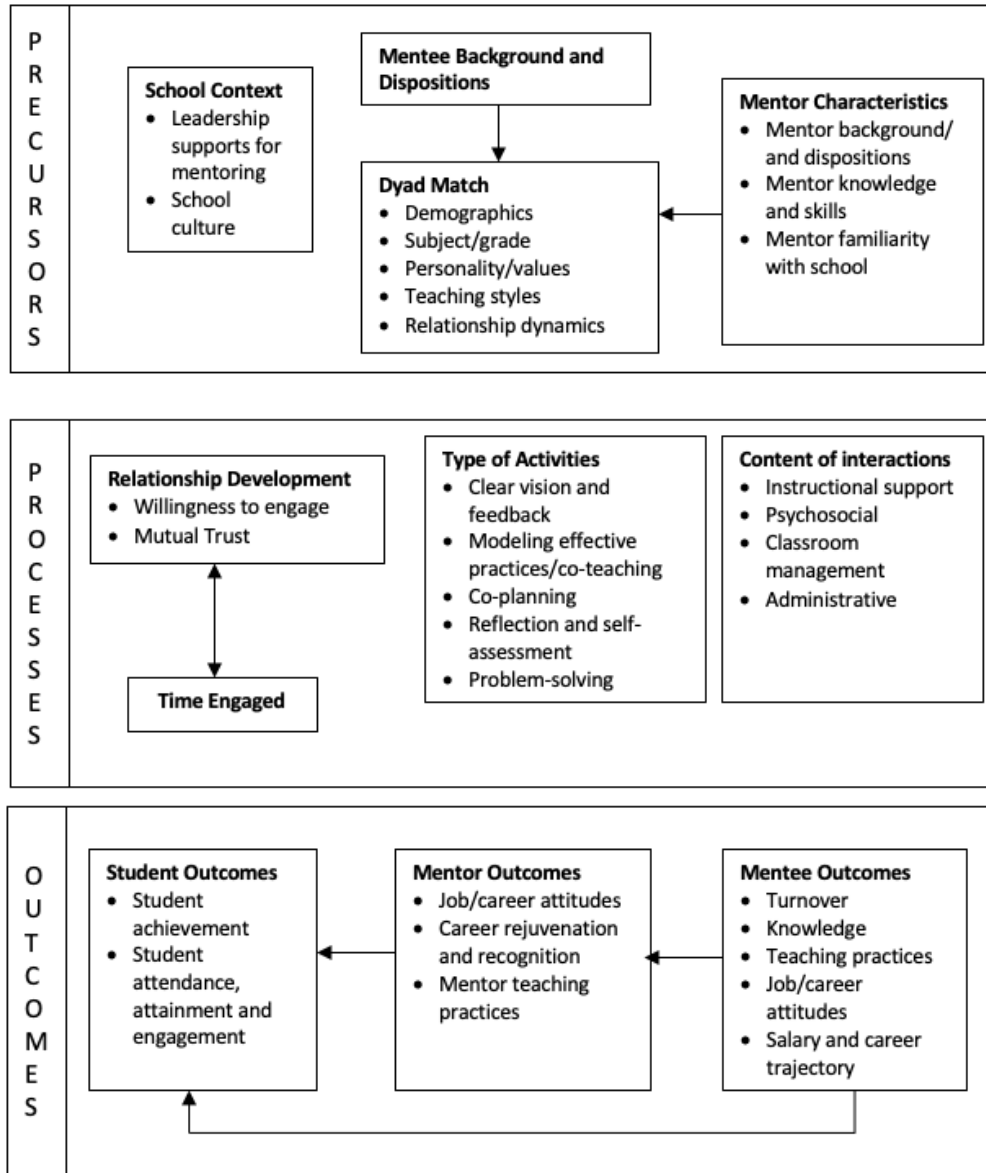 PRECURSORS
School Context
• Leadership
supports for
mentoring
• School
culture
Mentee Background and
Dispositions
Dyad Match
• Demographics
• Subject/grade
• Personality/values
• Teaching styles
• Relationship dynamics
Mentor Characteristics
• Mentor background/
and dispositions
• Mentor knowledge
and skills
• Mentor familiarity
with school
PROCESSES
Relationship Development
• Willingness to engage
• Mutual Trust
Time Engaged
Type of Activities
• Clear vision and
feedback
• Modeling effective
practices/co-teaching
• Co-planning
• Reflection and self-
assessment
• Problem-solving
Content of interactions
• Instructional support
• Psychosocial
• Classroom
management
• Administrative
OUTCOMES
Student Outcomes
• Student
achievement
• Student
attendance,
attainment and
engagement
Mentor Outcomes
• Job/career attitudes
• Career rejuvenation
and recognition
• Mentor teaching
practices
Mentee Outcomes
• Turnover
• Knowledge
• Teaching practices
• Job/career
attitudes
• Salary and career
trajectory